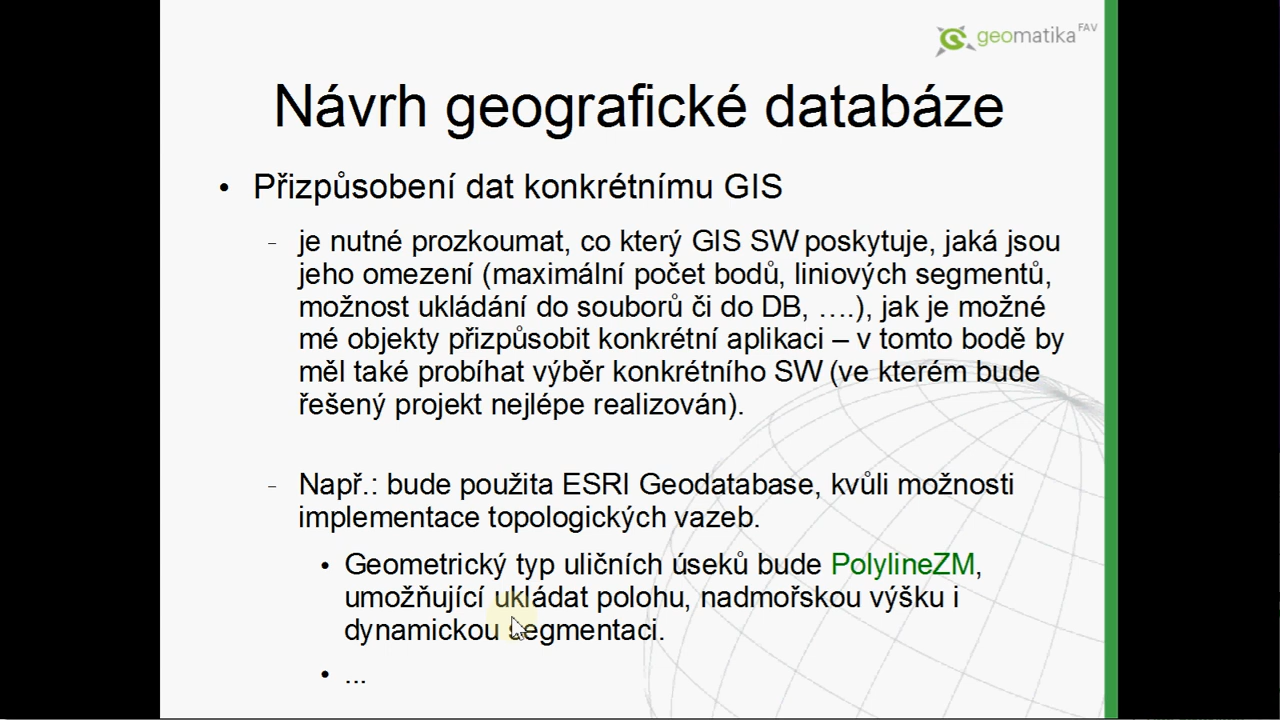 geomatika FAV
Návrh geografické databáze
• Přizpůsobení dat konkrétnímu GIS
– je nutné prozkoumat, co který GIS SW poskytuje, jaká jsou
jeho omezení (maximální počet bodů, liniových segmentů,
možnost ukládání do souborů či do DB, ….), jak je možné
mé objekty přizpůsobit konkrétní aplikaci – v tomto bodě by
měl také probíhat výběr konkrétního SW (ve kterém bude
řešený projekt nejlépe realizován).
– Např.: bude použita ESRI Geodatabase, kvůli možnosti
implementace topologických vazeb.
• Geometrický typ uličních úseků bude PolylineZM,
umožňující ukládat polohu, nadmořskou výšku i
dynamickou segmentaci.
• ...